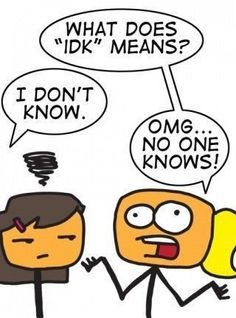 WHAT DOES
"IDK" MEANS?
I DON'T
KNOW.
OMG...
NO ONE
KNOWS!